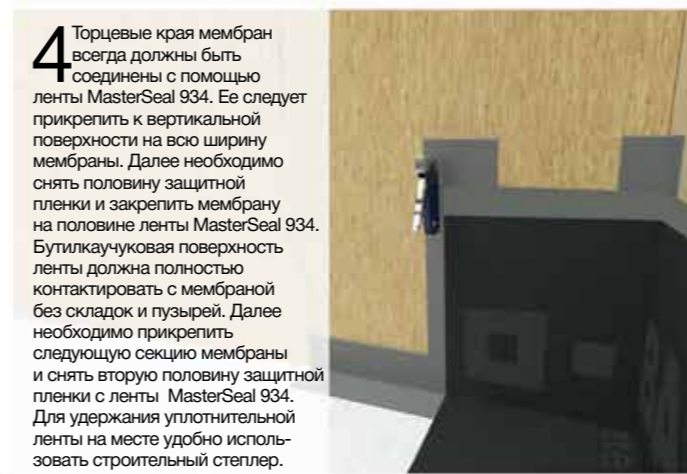 4 Торцевые края мембран
всегда должны быть
соединены с помощью
ленты MasterSeal 934. Ее следует
прикрепить к вертикальной
поверхности на всю ширину
мембраны. Далее необходимо
снять половину защитной
пленки и закрепить мембрану
на половине ленты MasterSeal 934.
Бутилкаучуковая поверхность
ленты должна полностью
контактировать с мембраной
без складок и пузырей. Далее
необходимо прикрепить
следующую секцию мембраны
и снять вторую половину защитной
пленки с ленты MasterSeal 934.
Для удержания уплотнительной
ленты на месте удобно исполь-
зовать строительный степлер.